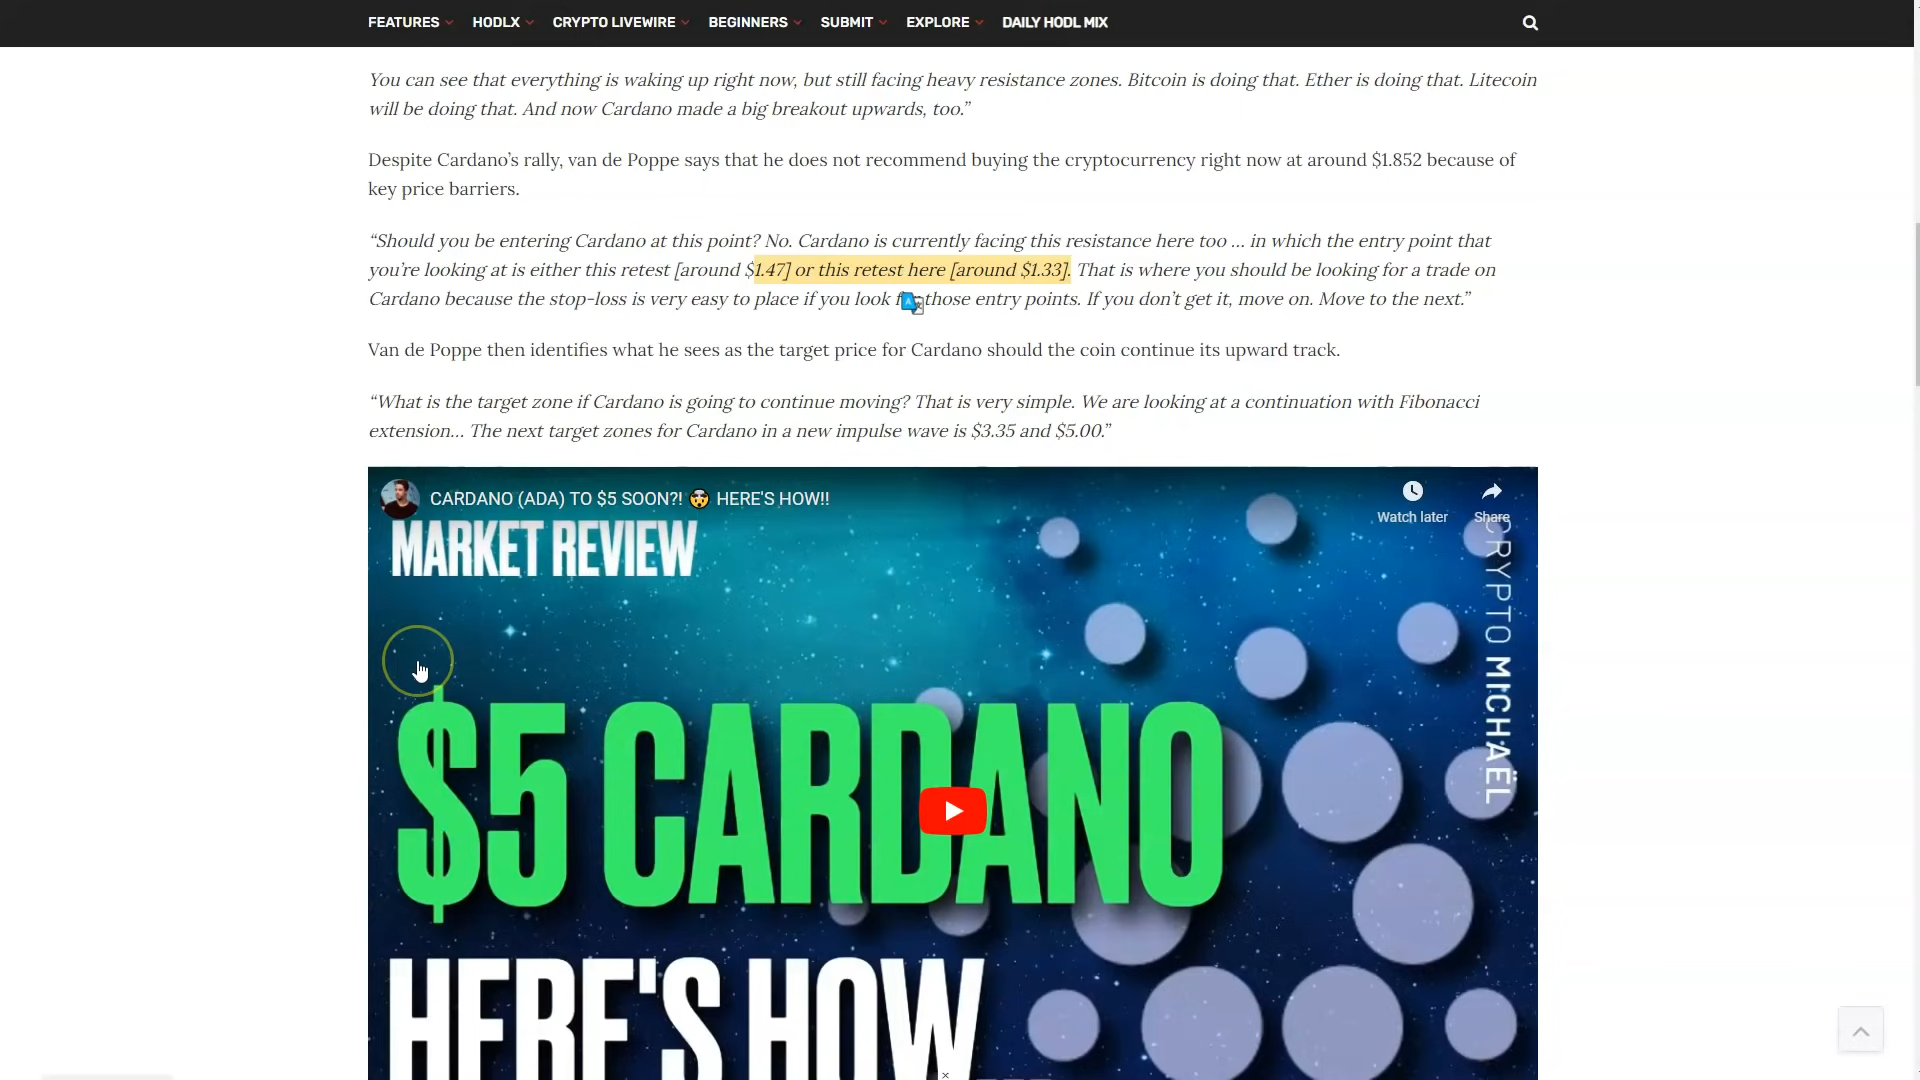 FEATURES HODLX CRYPTO LIVEWIRE BEGINNERS SUBMIT EXPLORE DAILY HODL MIX
You can see that everything is waking up right now, but still facing heavy resistance zones. Bitcoin is doing that. Ether is doing that. Litecoin
will be doing that. And now Cardano made a big breakout upwards, too.”
Despite Cardano’s rally, van de Poppe says that he does not recommend buying the cryptocurrency right now at around $1.852 because of
key price barriers.
“Should you be entering Cardano at this point? No. Cardano is currently facing this resistance here too … in which the entry point that
you’re looking at is either this retest [around $1.47] or this retest here [around $1.33]. That is where you should be looking for a trade on
Cardano because the stop-loss is very easy to place if you look those entry points. If you don’t get it, move on. Move to the next.”
Van de Poppe then identifies what he sees as the target price for Cardano should the coin continue its upward track.
“What is the target zone if Cardano is going to continue moving? That is very simple. We are looking at a continuation with Fibonacci
extension… The next target zones for Cardano in a new impulse wave is $3.35 and $5.00.”
CARDANO (ADA) TO $5 SOON?! 🤯 HERE'S HOW!!
Watch later Share
MARKET REVIEW
CRYPTO MICHAËL
$5 CARDANO
HERE'S HOW